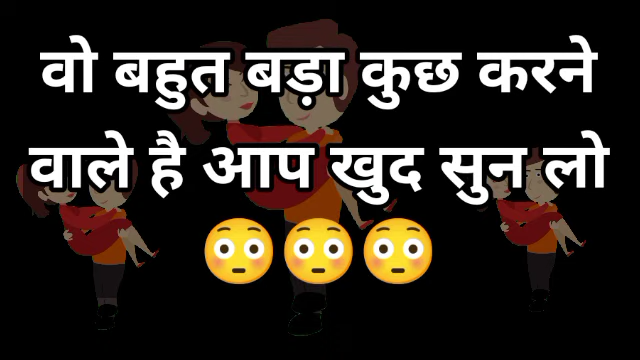 वो बहुत बड़ा कुछ करने
वाले है आप खुद सुन लो
😳😳😳